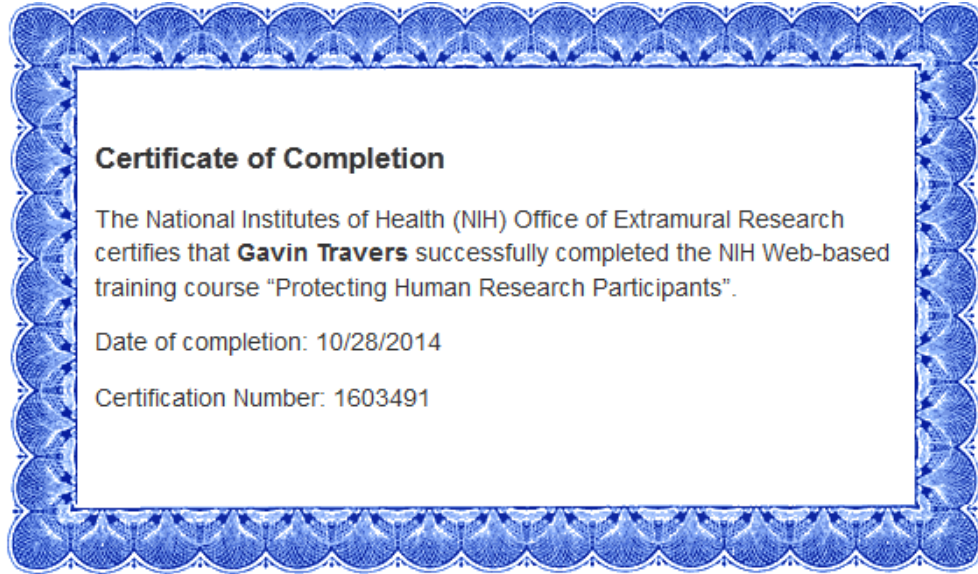 Certificate of Completion
The National Institutes of Health (NIH) Office of Extramural Research
certifies that Gavin Travers successfully completed the NIH Web-based
training course “Protecting Human Research Participants”.
Date of completion: 10/28/2014
Certification Number: 1603491